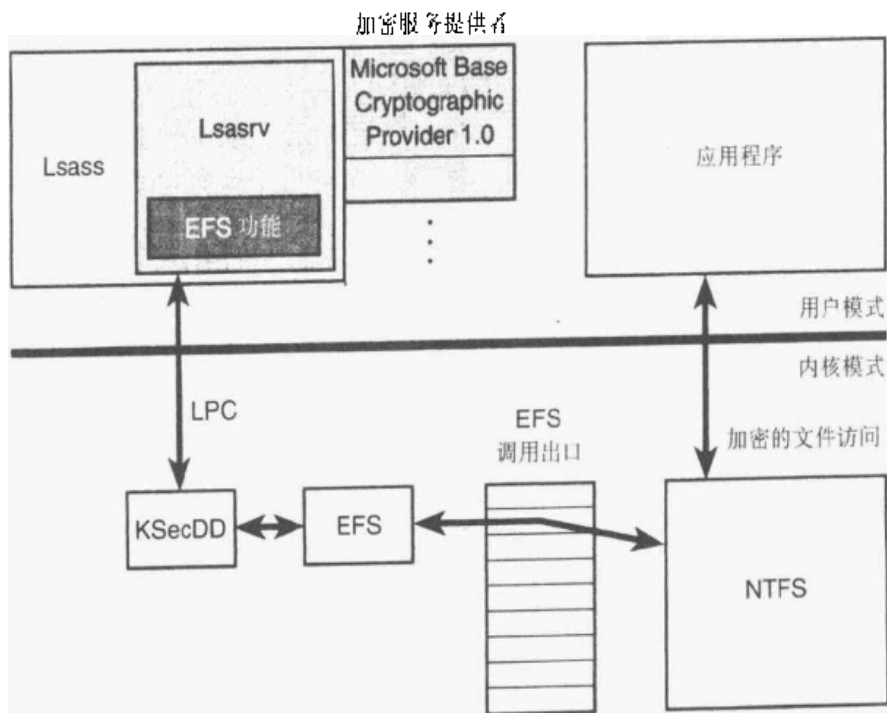 加密服务提供者
Microsoft Base
Cryptographic
Provider 1.0
Lsasrv
Lsass
EFS 功能
应用程序
用户模式
内核模式
LPC
EFS
调用出口
加密的文件访问
KSecDD
EFS
NTFS